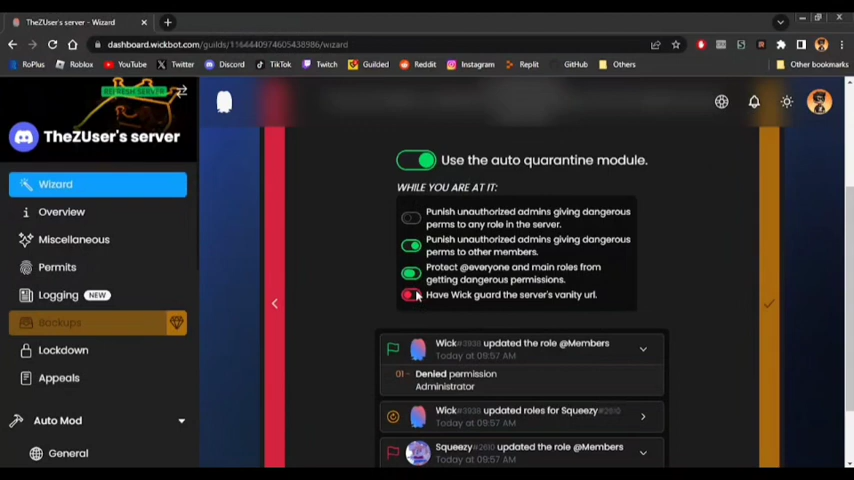 TheZUser's server - Wizard
dashboard.wickbot.com/guilds/1164440974605438986/wizard
RoPlus Roblox YouTube Twitter Discord TikTok Twitch Guilded Reddit Instagram Replit GitHub Others Other bookmarks
REFRESH SERVER
TheZUser's server
Wizard
Overview
Miscellaneous
Permits
Logging NEW
Backups
Lockdown
Appeals
Auto Mod
General
Use the auto quarantine module.
WHILE YOU ARE AT IT:
Punish unauthorized admins giving dangerous
perms to any role in the server.
Punish unauthorized admins giving dangerous
perms to other members.
Protect @everyone and main roles from
getting dangerous permissions.
Have Wick guard the server's vanity url.
Wick#3938 updated the role @Members
Today at 09:57 AM
01 - Denied permission
Administrator
Wick#3938 updated roles for Squeezy#2610
Today at 09:57 AM
Squeezy#2610 updated the role @Members
Today at 09:57 AM